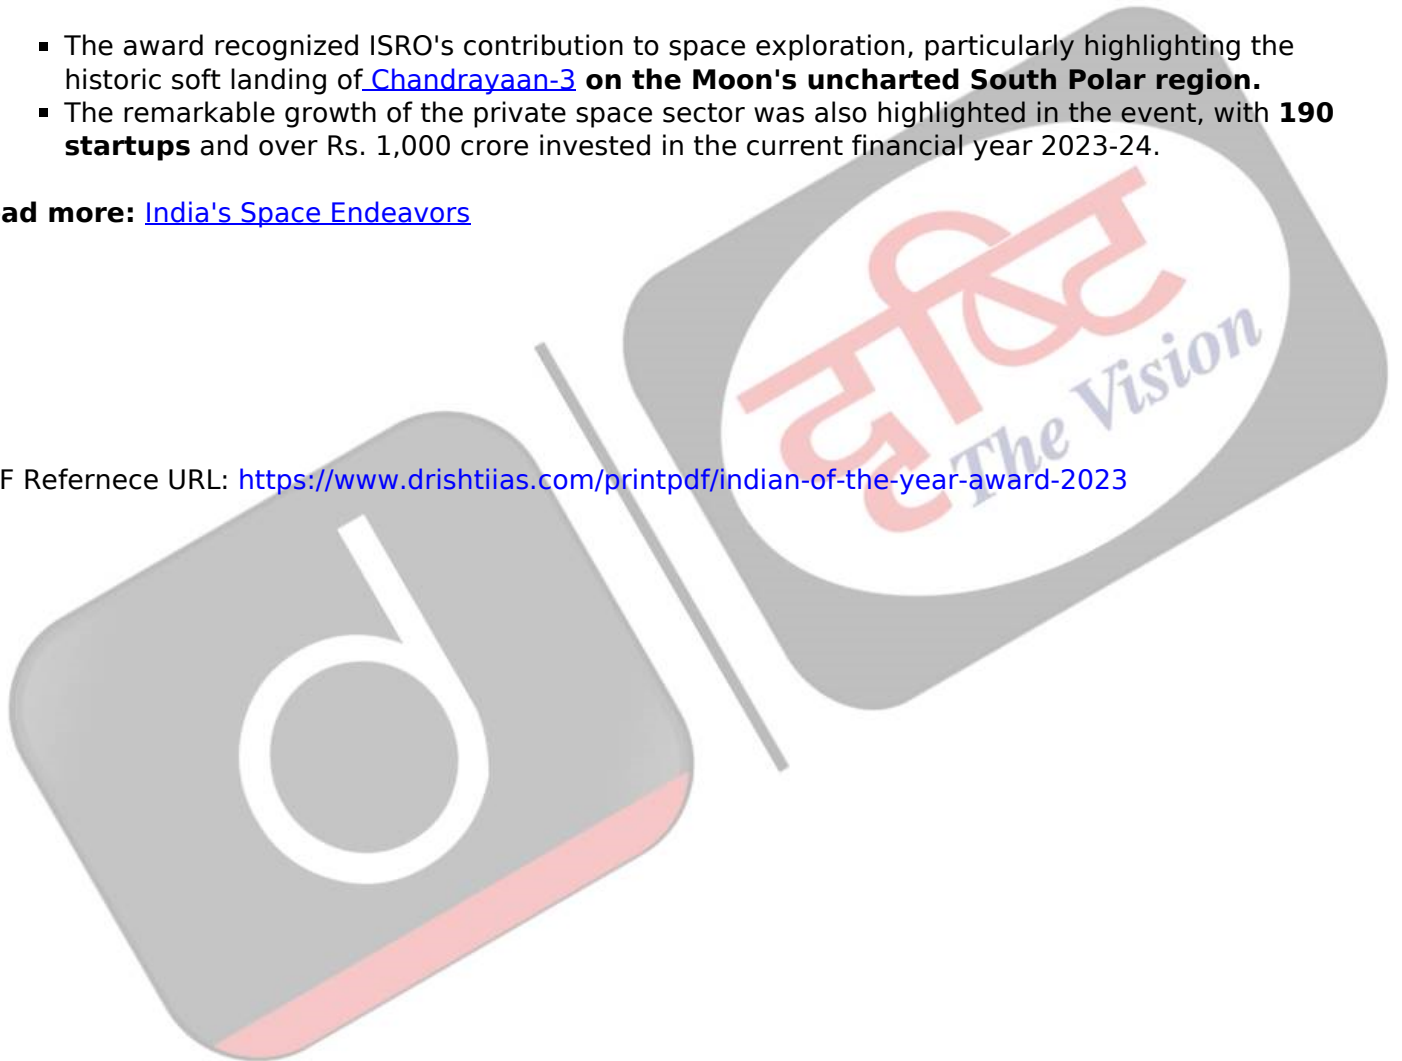 ▪ The award recognized ISRO's contribution to space exploration, particularly highlighting the
historic soft landing of Chandrayaan-3 on the Moon's uncharted South Polar region.
▪ The remarkable growth of the private space sector was also highlighted in the event, with 190
startups and over Rs. 1,000 crore invested in the current financial year 2023-24.
ad more: India's Space Endeavors
दृष्टि
The Vision
F Refernece URL: https://www.drishtiias.com/printpdf/indian-of-the-year-award-2023
d